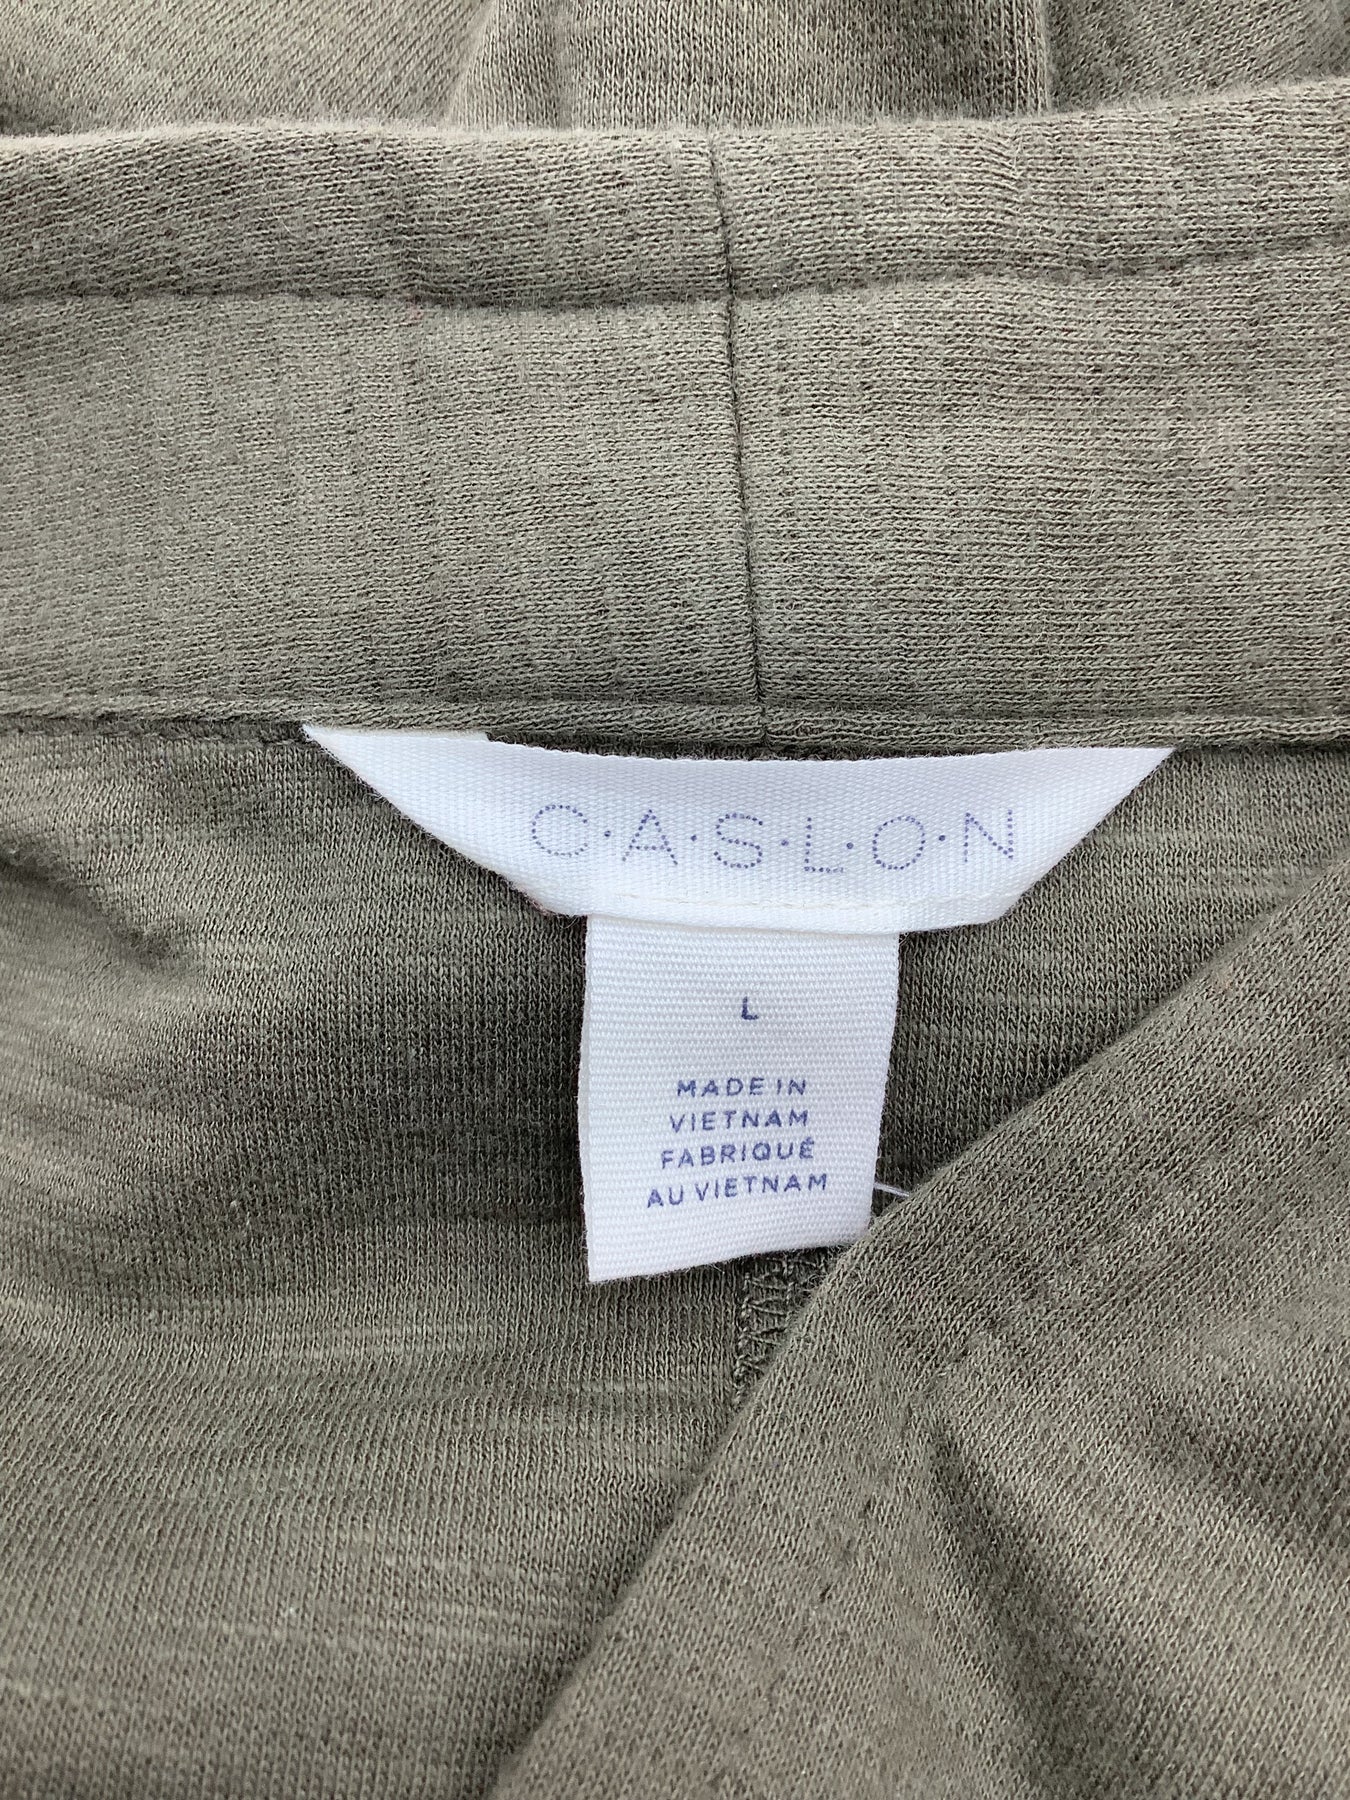 C·A·S·L·O·N
L
MADE IN
VIETNAM
FABRIQUÉ
AU VIETNAM